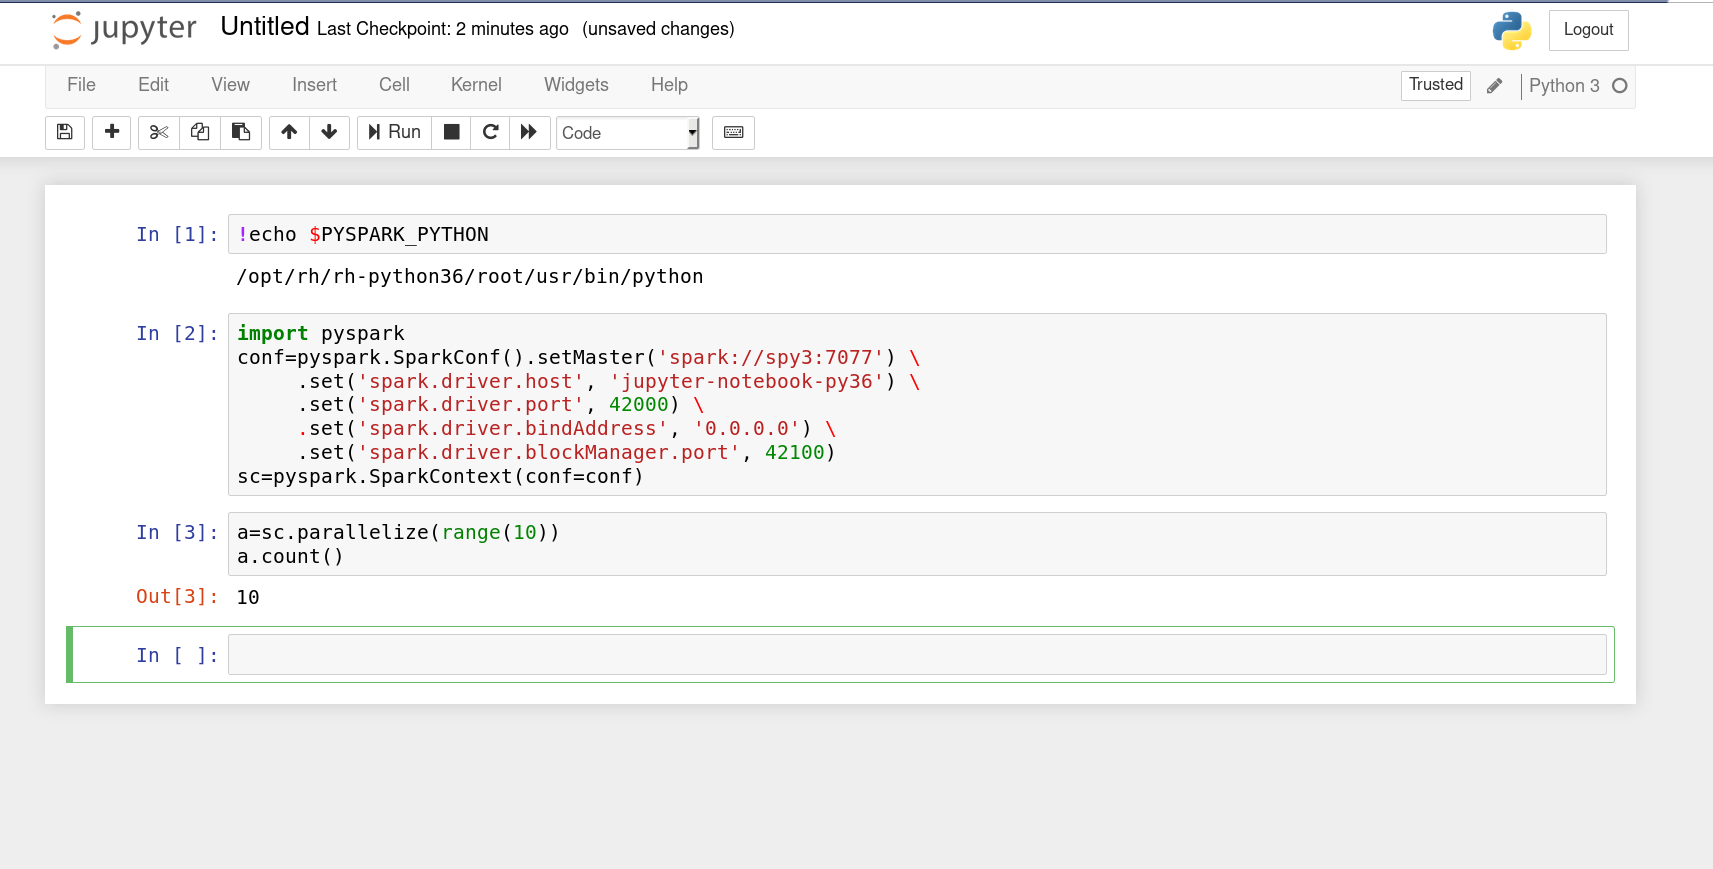 jupyter Untitled Last Checkpoint: 2 minutes ago (unsaved changes) Logout
File Edit View Insert Cell Kernel Widgets Help Trusted Python 3
Run Code
In [1]: !echo $PYSPARK_PYTHON
/opt/rh/rh-python36/root/usr/bin/python
In [2]: import pyspark
conf=pyspark.SparkConf().setMaster('spark://spy3:7077') \
     .set('spark.driver.host', 'jupyter-notebook-py36') \
     .set('spark.driver.port', 42000) \
     .set('spark.driver.bindAddress', '0.0.0.0') \
     .set('spark.driver.blockManager.port', 42100)
sc=pyspark.SparkContext(conf=conf)
In [3]: a=sc.parallelize(range(10))
a.count()
Out[3]: 10
In [ ]: